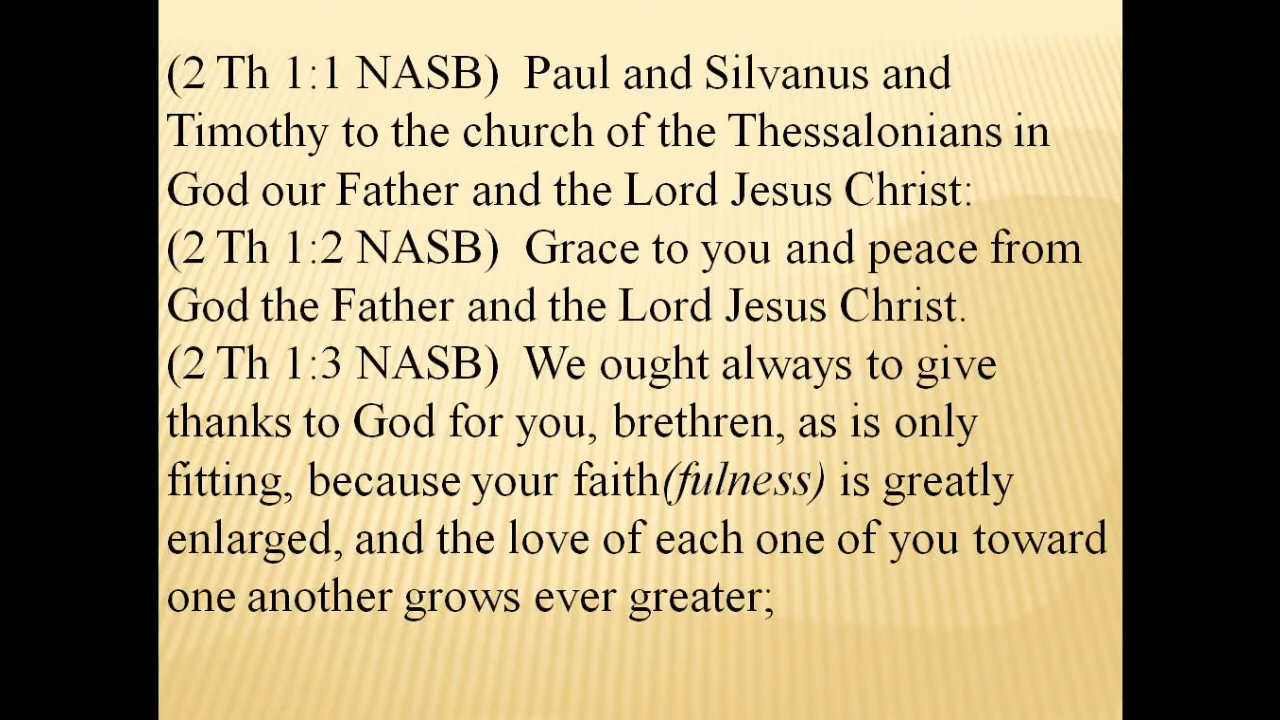 (2 Th 1:1 NASB)  Paul and Silvanus and
Timothy to the church of the Thessalonians in
God our Father and the Lord Jesus Christ:
(2 Th 1:2 NASB)  Grace to you and peace from
God the Father and the Lord Jesus Christ.
(2 Th 1:3 NASB)  We ought always to give
thanks to God for you, brethren, as is only
fitting, because your faith(fulness) is greatly
enlarged, and the love of each one of you toward
one another grows ever greater;